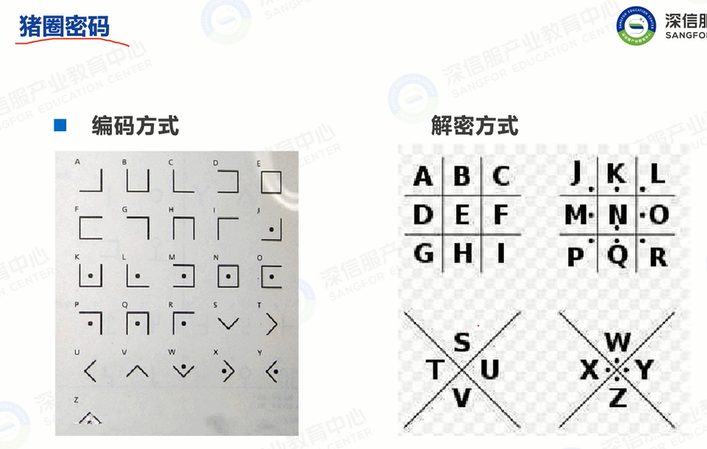 猪圈密码
深信服
SANGFOR
编码方式
解密方式
A B C D E
F G H I J
K L M N O
P Q R S T
U V W X Y
Z
A B C
D E F
G H I
J K L
M N O
P Q R
S
T U
V
W
X Y
Z
深信服产业教育中心
SANGFOR EDUCATION CENTER